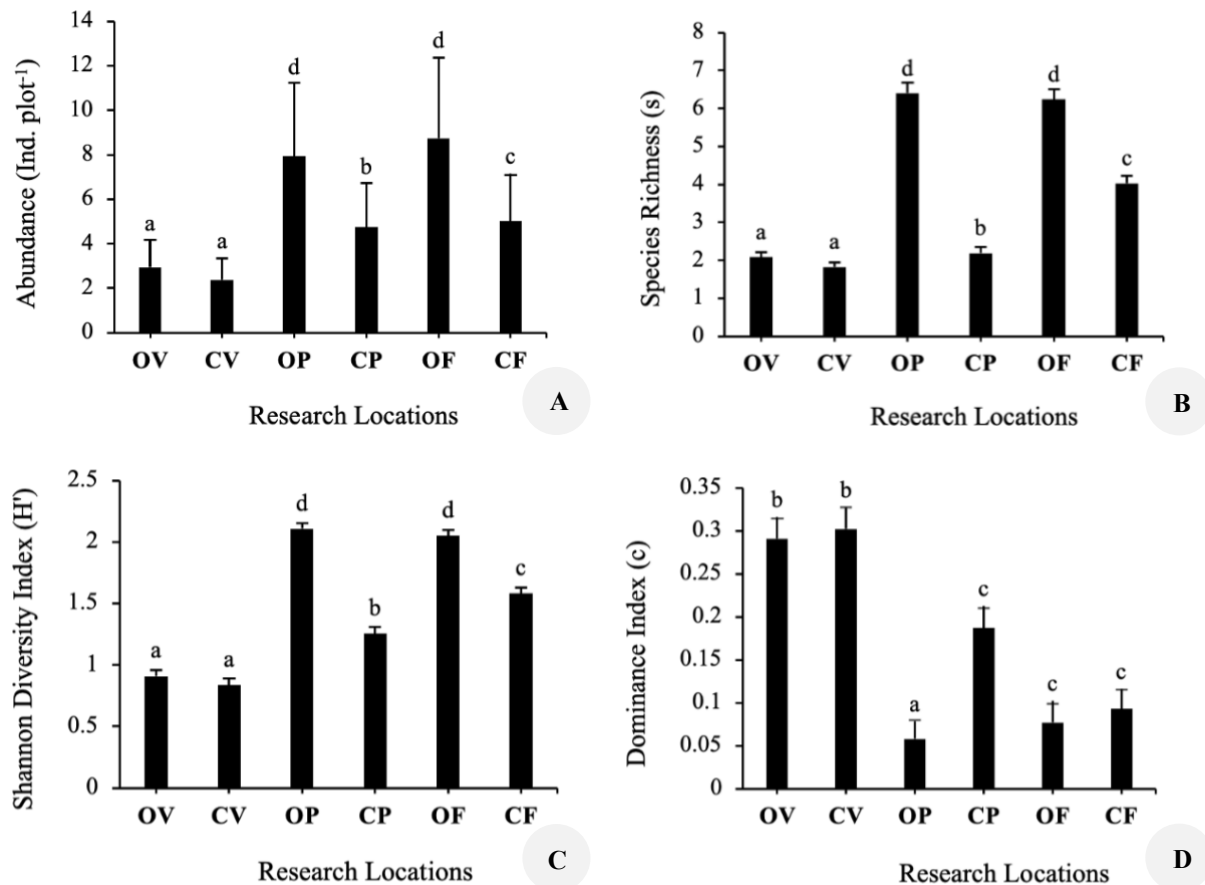 Abundance (Ind. plot⁻¹)
14
12
10
8
6
4
2
0
a
a
d
b
d
c
OV CV OP CP OF CF
Research Locations
A
Species Richness (s)
8
7
6
5
4
3
2
1
0
a
a
d
b
d
c
OV CV OP CP OF CF
Research Locations
B
Shannon Diversity Index (H')
2.5
2
1.5
1
0.5
0
a
a
d
b
d
c
OV CV OP CP OF CF
Research Locations
C
Dominance Index (c)
0.35
0.3
0.25
0.2
0.15
0.1
0.05
0
b
b
a
c
c
c
OV CV OP CP OF CF
Research Locations
D